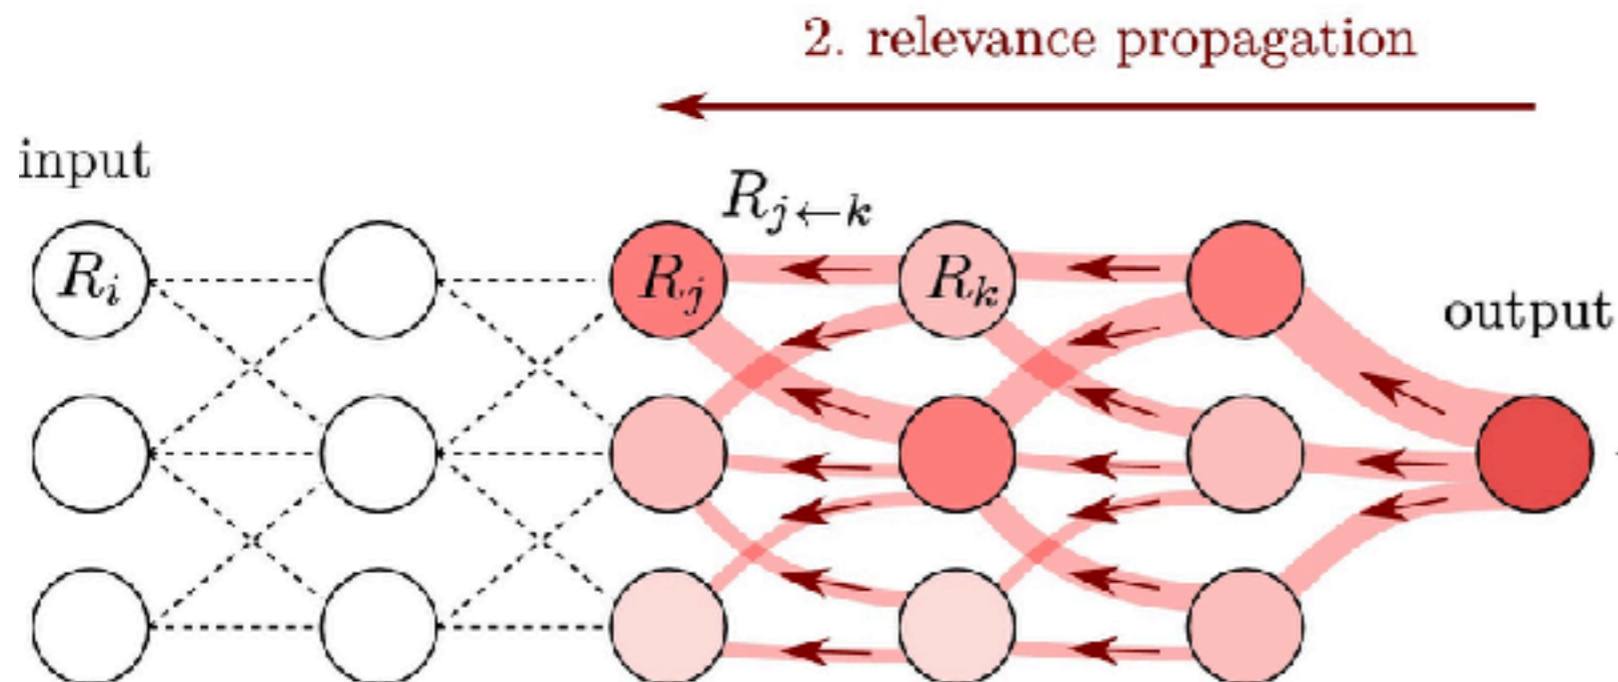 2. relevance propagation
input
R_{j←k}
R_i
R_j
R_k
output